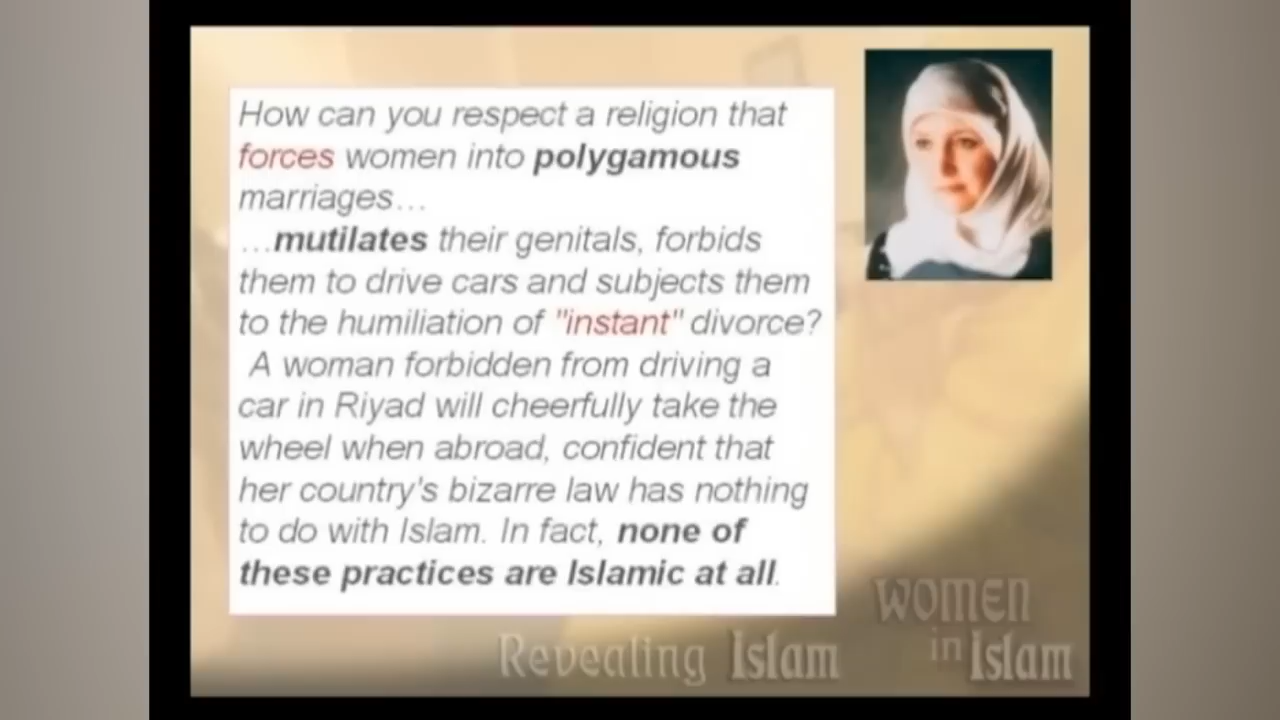 How can you respect a religion that
forces women into polygamous
marriages…
…mutilates their genitals, forbids
them to drive cars and subjects them
to the humiliation of "instant" divorce?
A woman forbidden from driving a
car in Riyad will cheerfully take the
wheel when abroad, confident that
her country's bizarre law has nothing
to do with Islam. In fact, none of
these practices are Islamic at all.
Revealing Islam
women
in Islam